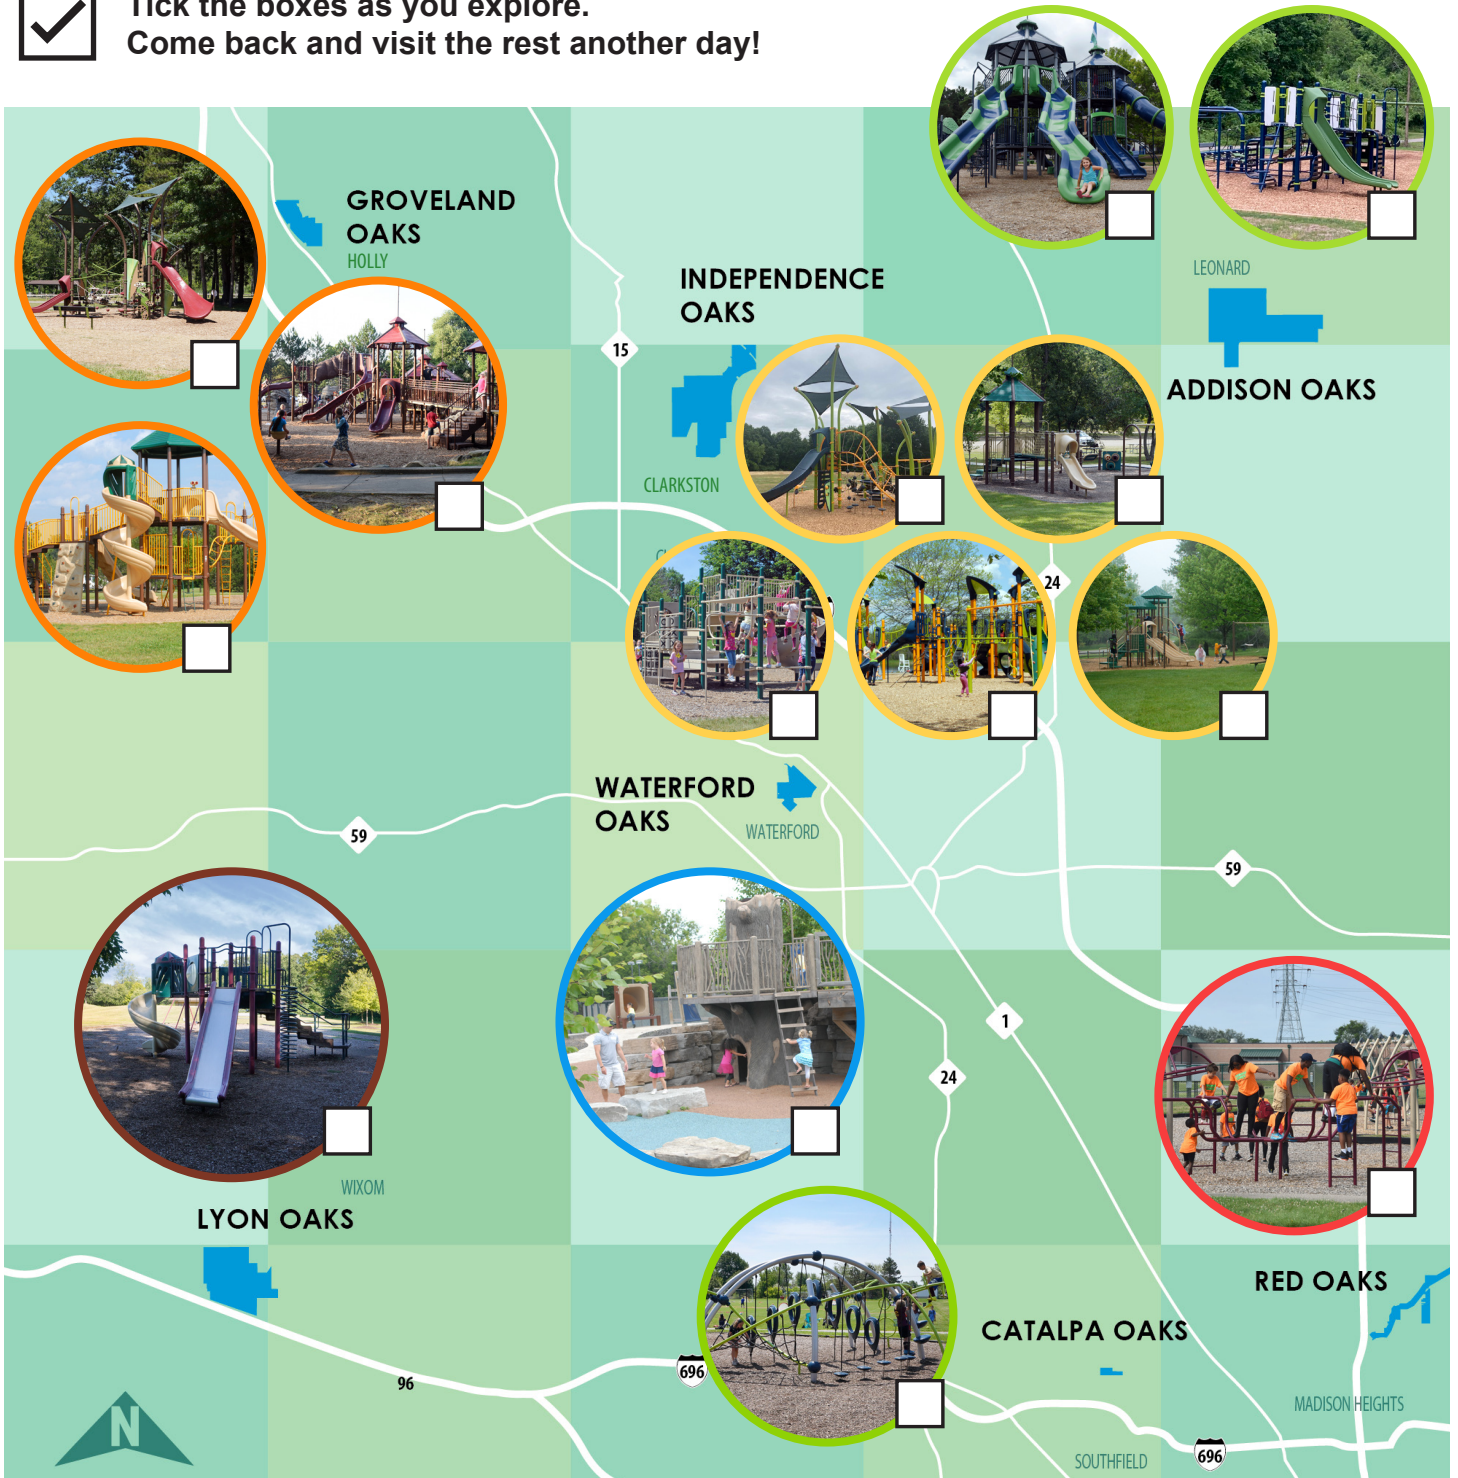 Tick the boxes as you explore.
Come back and visit the rest another day!
GROVELAND
OAKS
HOLLY
INDEPENDENCE
OAKS
LEONARD
ADDISON OAKS
15
CLARKSTON
24
WATERFORD
OAKS
WATERFORD
59
59
1
24
WIXOM
LYON OAKS
RED OAKS
CATALPA OAKS
696
96
MADISON HEIGHTS
N
SOUTHFIELD
696